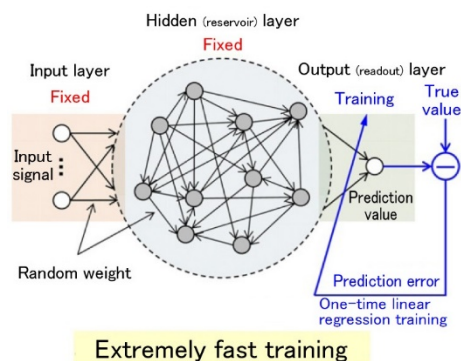 Hidden (reservoir) layer
Fixed
Input layer
Fixed
Output (readout) layer
Training
True
value
Input
signal
Prediction
value
Random weight
Prediction error
One-time linear
regression training
Extremely fast training